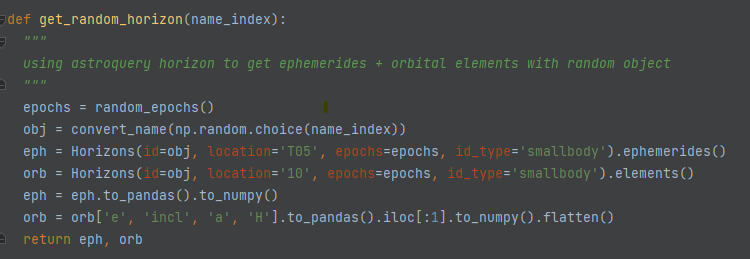 def get_random_horizon(name_index):
"""
using astroquery horizon to get ephemerides + orbital elements with random object
"""
epochs = random_epochs()
obj = convert_name(np.random.choice(name_index))
eph = Horizons(id=obj, location='T05', epochs=epochs, id_type='smallbody').ephemerides()
orb = Horizons(id=obj, location='10', epochs=epochs, id_type='smallbody').elements()
eph = eph.to_pandas().to_numpy()
orb = orb['e', 'incl', 'a', 'H'].to_pandas().iloc[:1].to_numpy().flatten()
return eph, orb